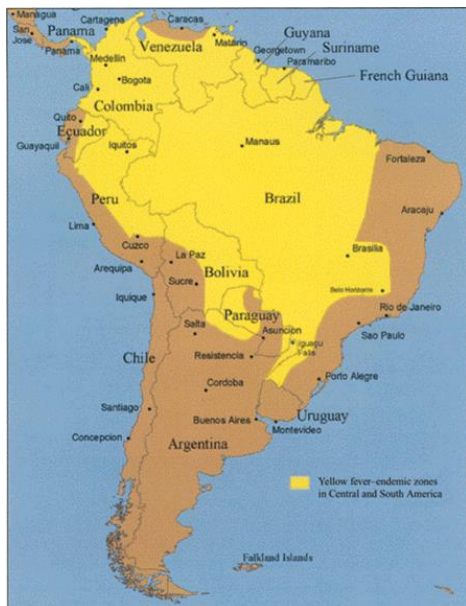 Managua
San Jose
Panama
Panama
Cartagena
Caracas
Venezuela
Maturin
Guyana
Georgetown
Suriname
Paramaribo
French Guiana
Medellin
Bogota
Cali
Colombia
Quito
Ecuador
Guayaquil
Iquitos
Manaus
Fortaleza
Peru
Brazil
Aracaju
Lima
Cuzco
Brasilia
La Paz
Arequipa
Bolivia
Sucre
Belo Horizonte
Iquique
Rio de Janeiro
Paraguay
Sao Paulo
Salta
Asuncion
Iguaçu
Falls
Chile
Resistencia
Porto Alegre
Cordoba
Santiago
Uruguay
Buenos Aires
Montevideo
Concepcion
Argentina
Yellow fever–endemic zones
in Central and South America
Falkland Islands